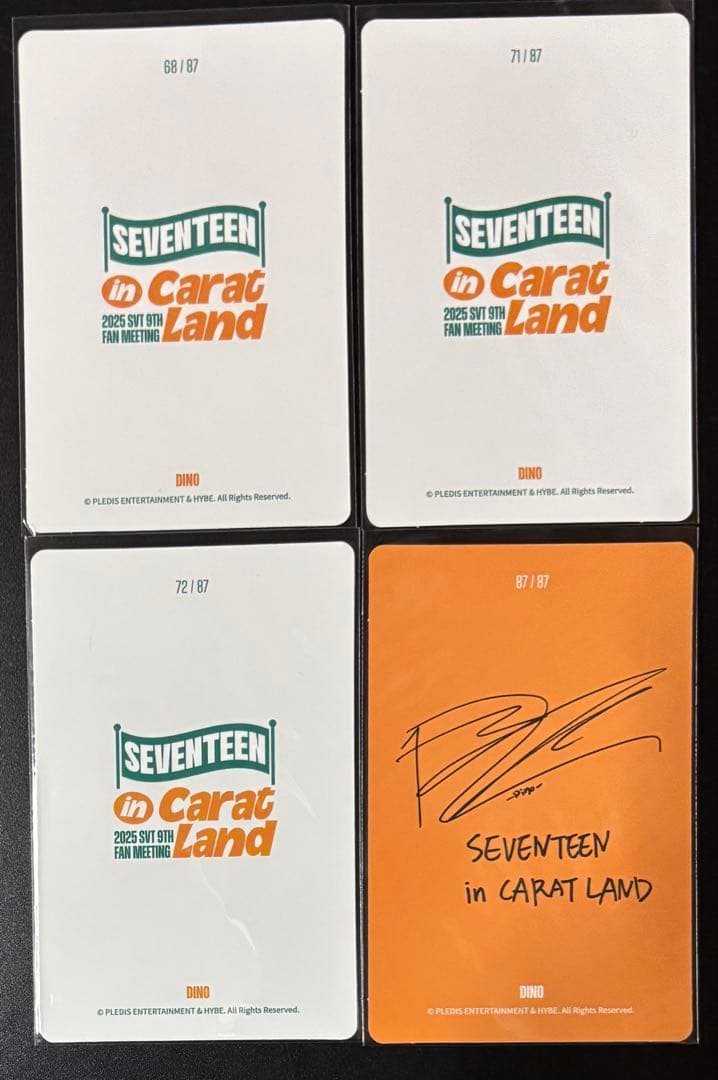 68 / 87
SEVENTEEN
in Carat
2025 SVT 9TH
FAN MEETING
Land
DINO
© PLEDIS ENTERTAINMENT & HYBE. All Rights Reserved.
71 / 87
SEVENTEEN
in Carat
2025 SVT 9TH
FAN MEETING
Land
DINO
© PLEDIS ENTERTAINMENT & HYBE. All Rights Reserved.
72 / 87
SEVENTEEN
in Carat
2025 SVT 9TH
FAN MEETING
Land
DINO
© PLEDIS ENTERTAINMENT & HYBE. All Rights Reserved.
87 / 87
-Dino-
SEVENTEEN
in CARAT LAND
DINO
© PLEDIS ENTERTAINMENT & HYBE. All Rights Reserved.